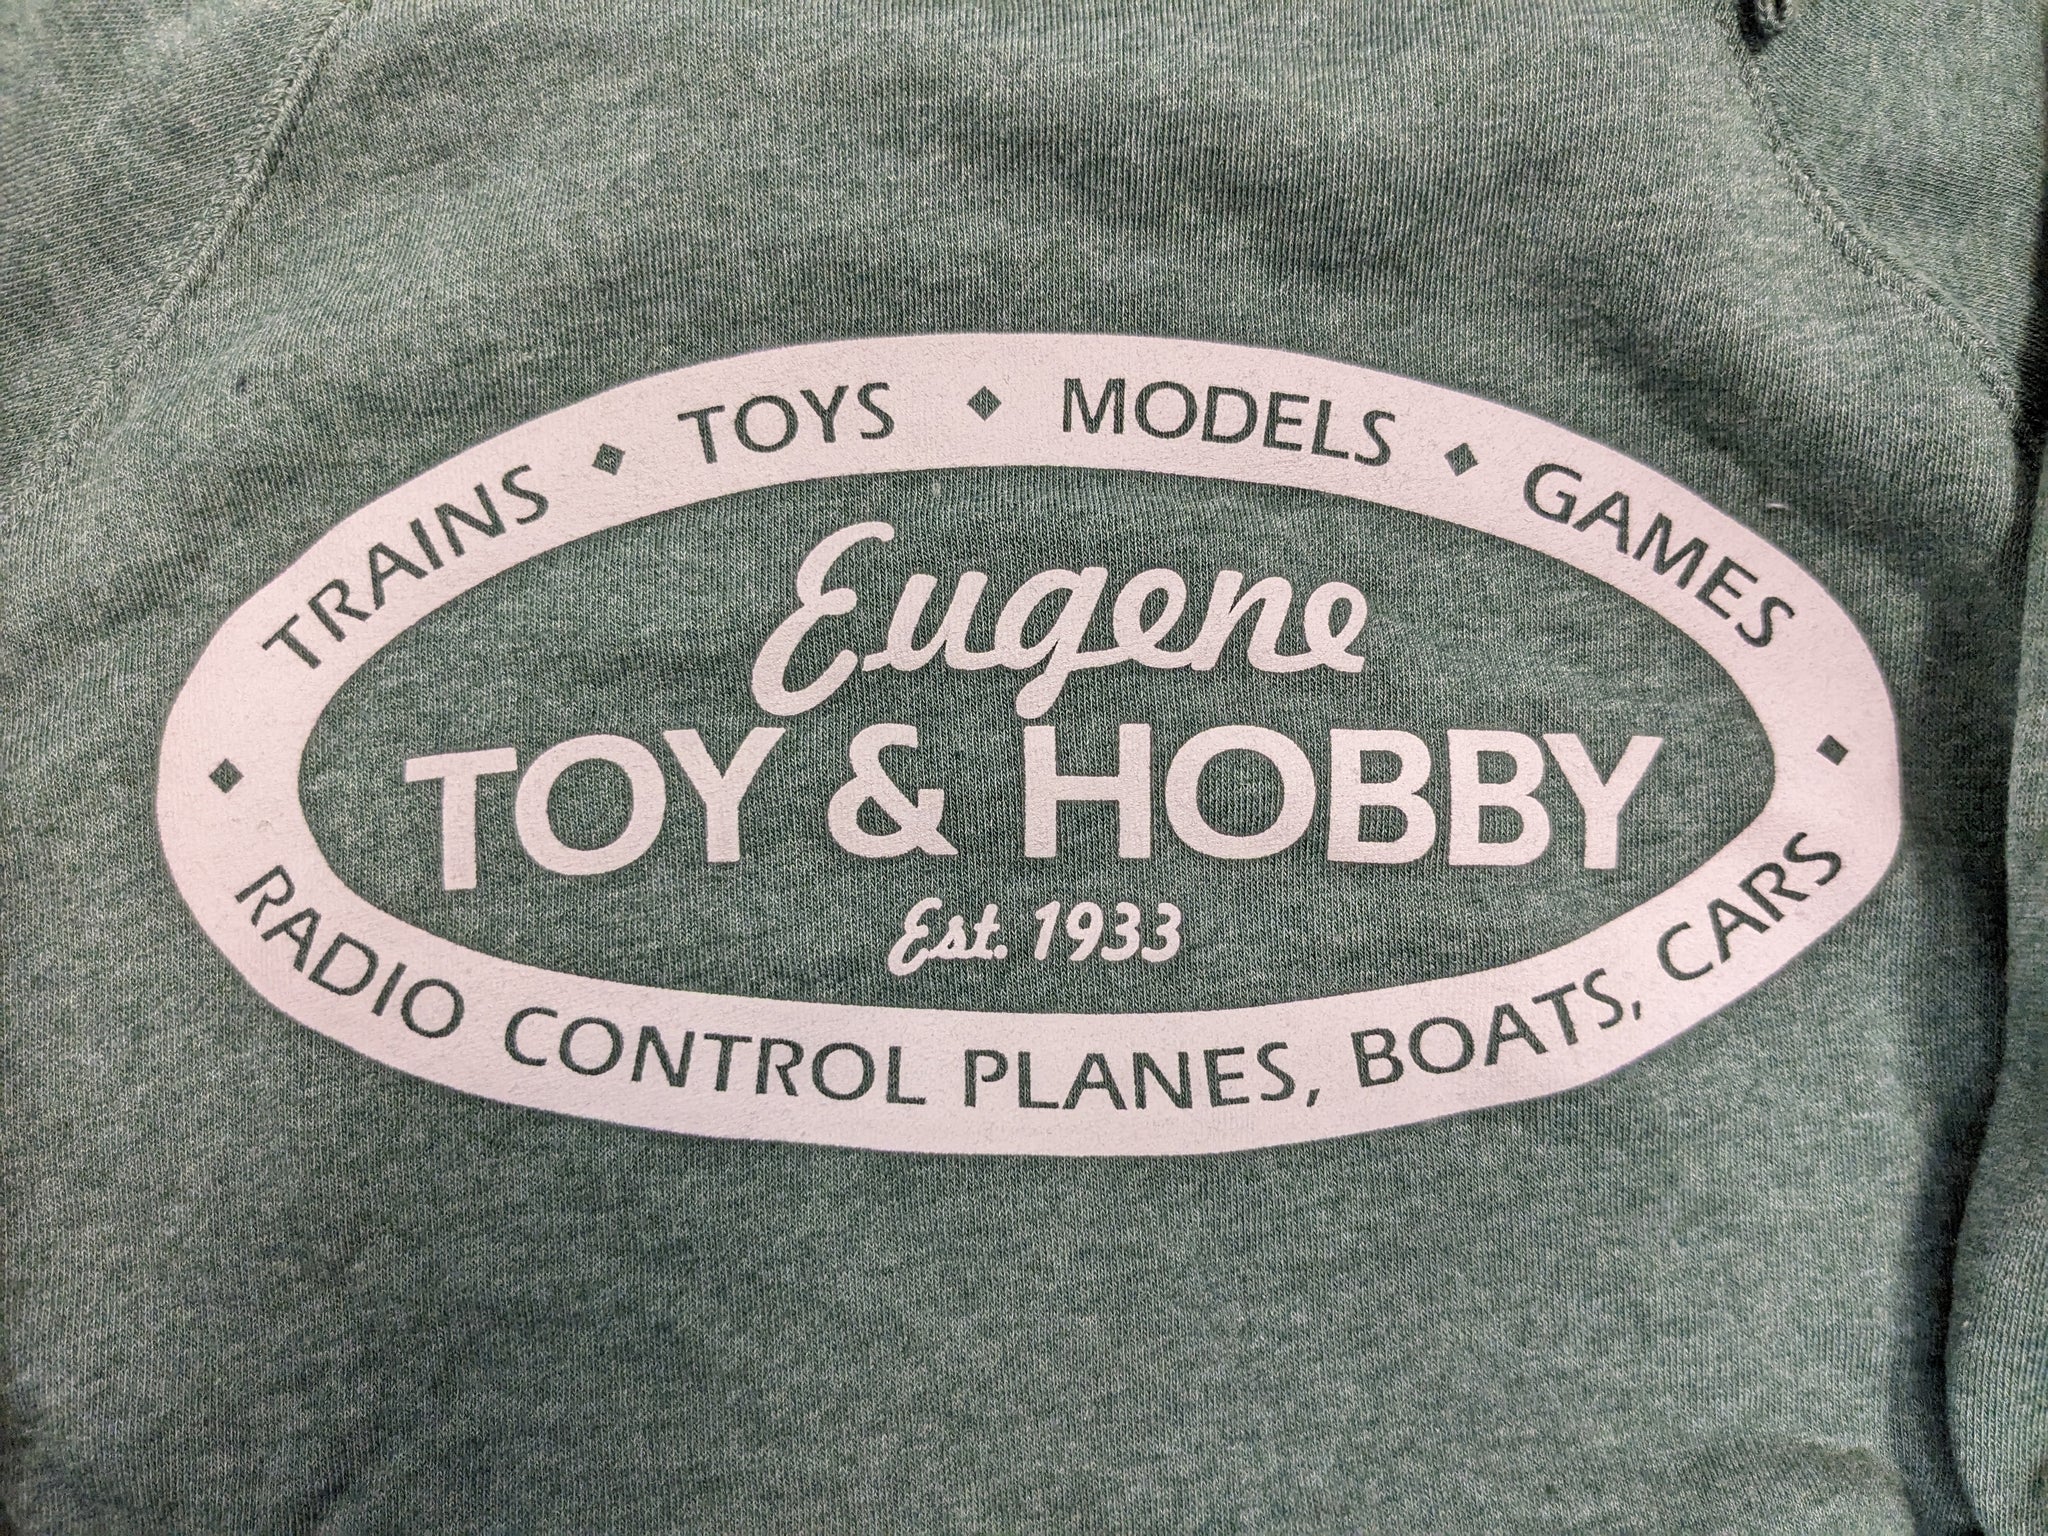 TRAINS ◆ TOYS ◆ MODELS ◆ GAMES
Eugene
TOY & HOBBY
Est. 1933
◆ RADIO CONTROL PLANES, BOATS, CARS ◆